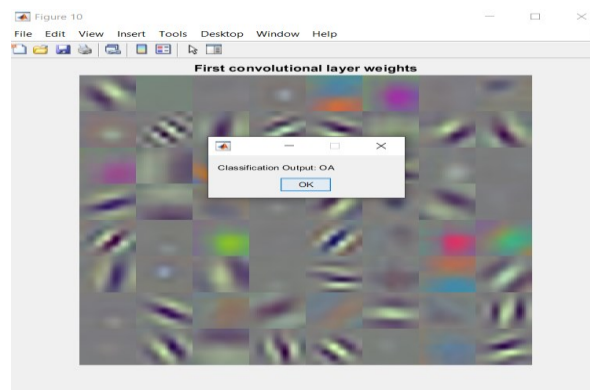 Figure 10
File Edit View Insert Tools Desktop Window Help
First convolutional layer weights
Classification Output: OA
OK